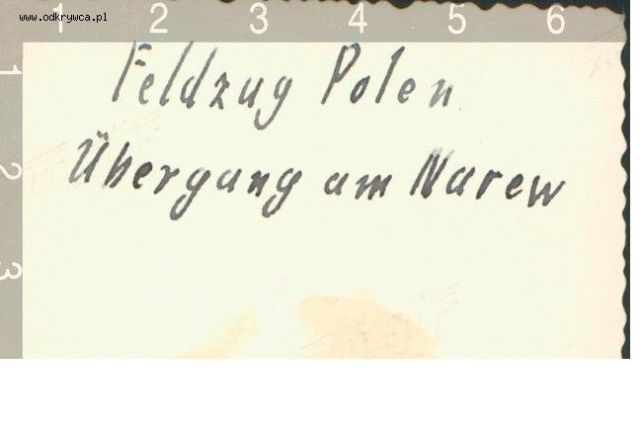 www.odkrywca.pl
1 2 3 4 5 6
1
Feldzug Polen
2
Übergang am Narew
3